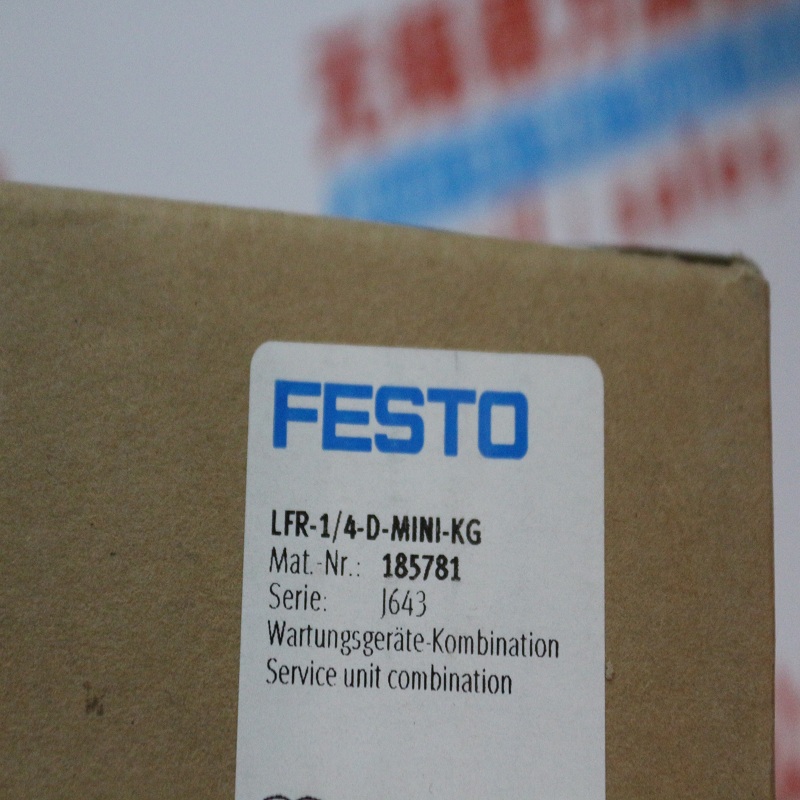 FESTO
LFR-1/4-D-MINI-KG
Mat.-Nr.: 185781
Serie: J643
Wartungsgeräte-Kombination
Service unit combination